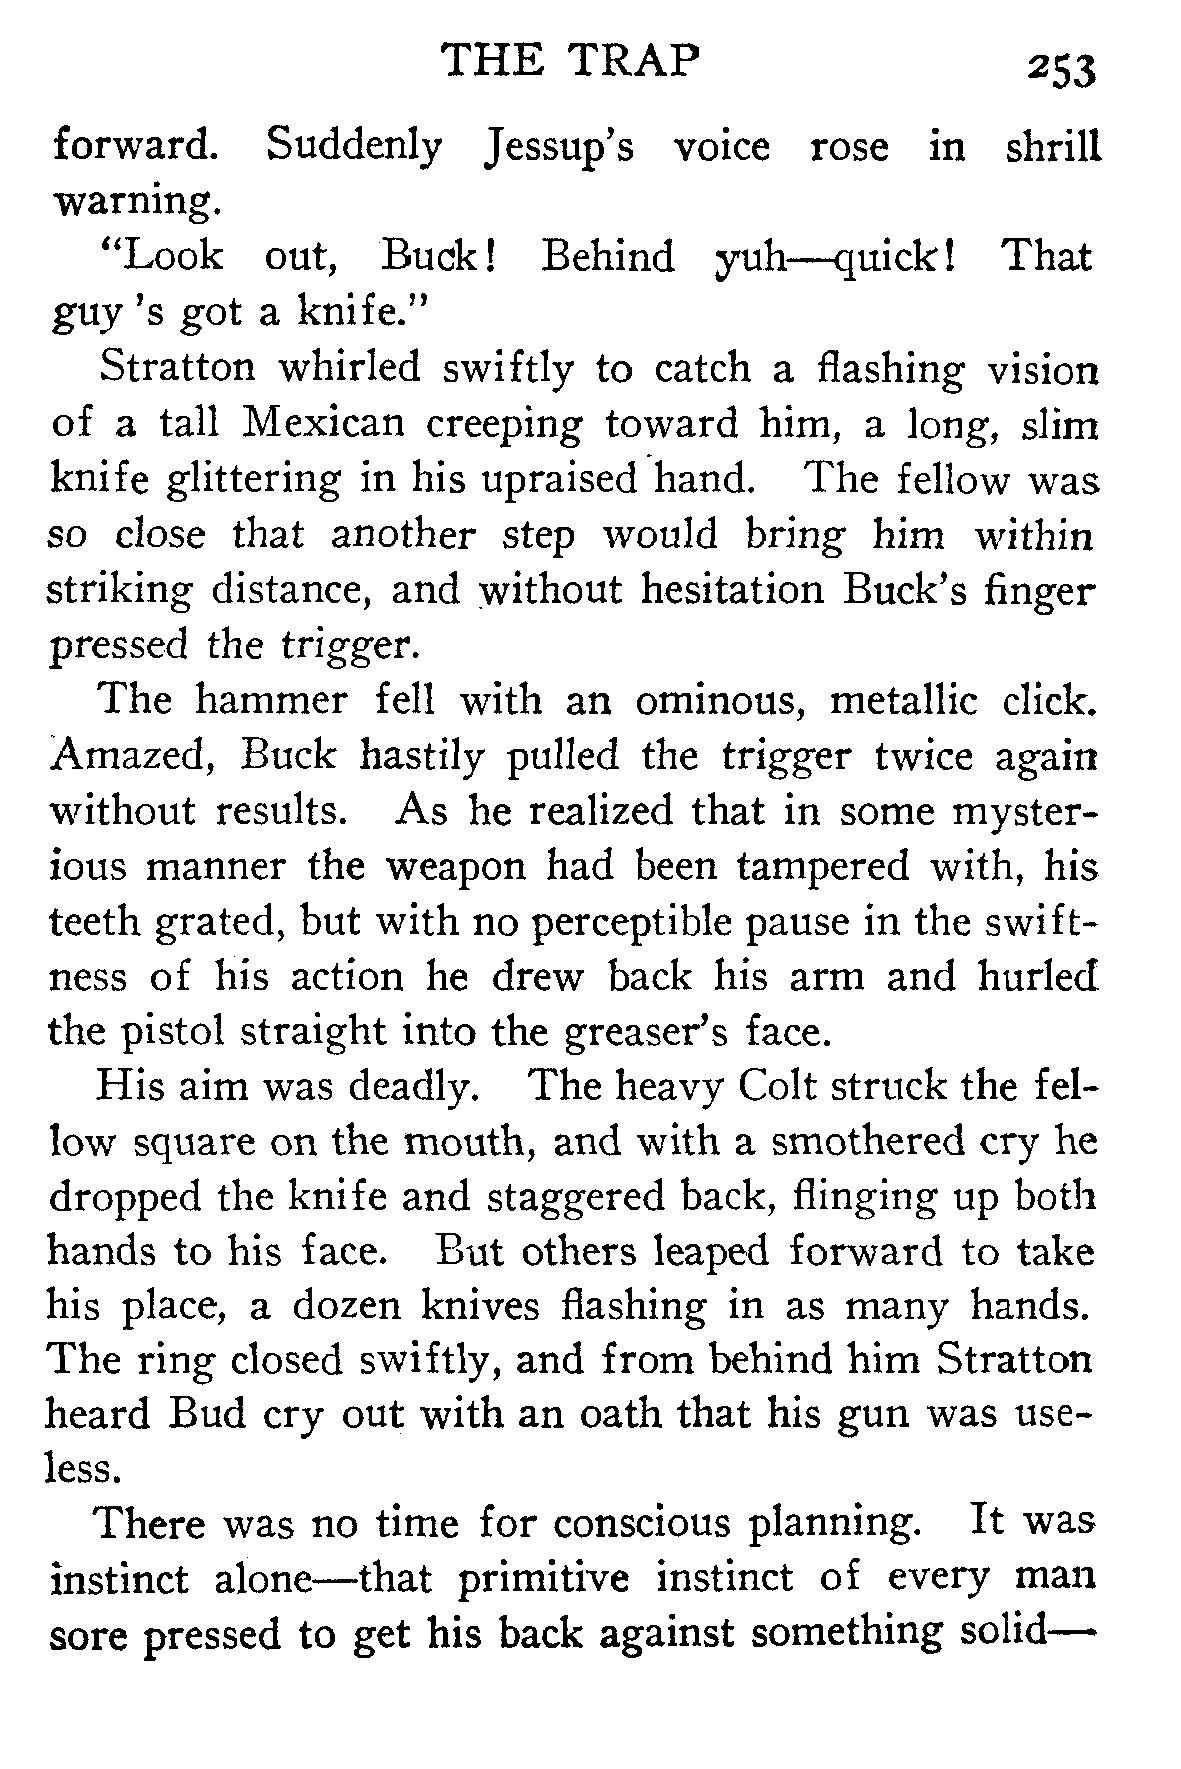 THE TRAP 253
forward. Suddenly Jessup's voice rose in shrill
warning.
"Look out, Buck! Behind yuh—quick! That
guy 's got a knife."
Stratton whirled swiftly to catch a flashing vision
of a tall Mexican creeping toward him, a long, slim
knife glittering in his upraised hand. The fellow was
so close that another step would bring him within
striking distance, and without hesitation Buck's finger
pressed the trigger.
The hammer fell with an ominous, metallic click.
Amazed, Buck hastily pulled the trigger twice again
without results. As he realized that in some myster-
ious manner the weapon had been tampered with, his
teeth grated, but with no perceptible pause in the swift-
ness of his action he drew back his arm and hurled
the pistol straight into the greaser's face.
His aim was deadly. The heavy Colt struck the fel-
low square on the mouth, and with a smothered cry he
dropped the knife and staggered back, flinging up both
hands to his face. But others leaped forward to take
his place, a dozen knives flashing in as many hands.
The ring closed swiftly, and from behind him Stratton
heard Bud cry out with an oath that his gun was use-
less.
There was no time for conscious planning. It was
instinct alone—that primitive instinct of every man
sore pressed to get his back against something solid—